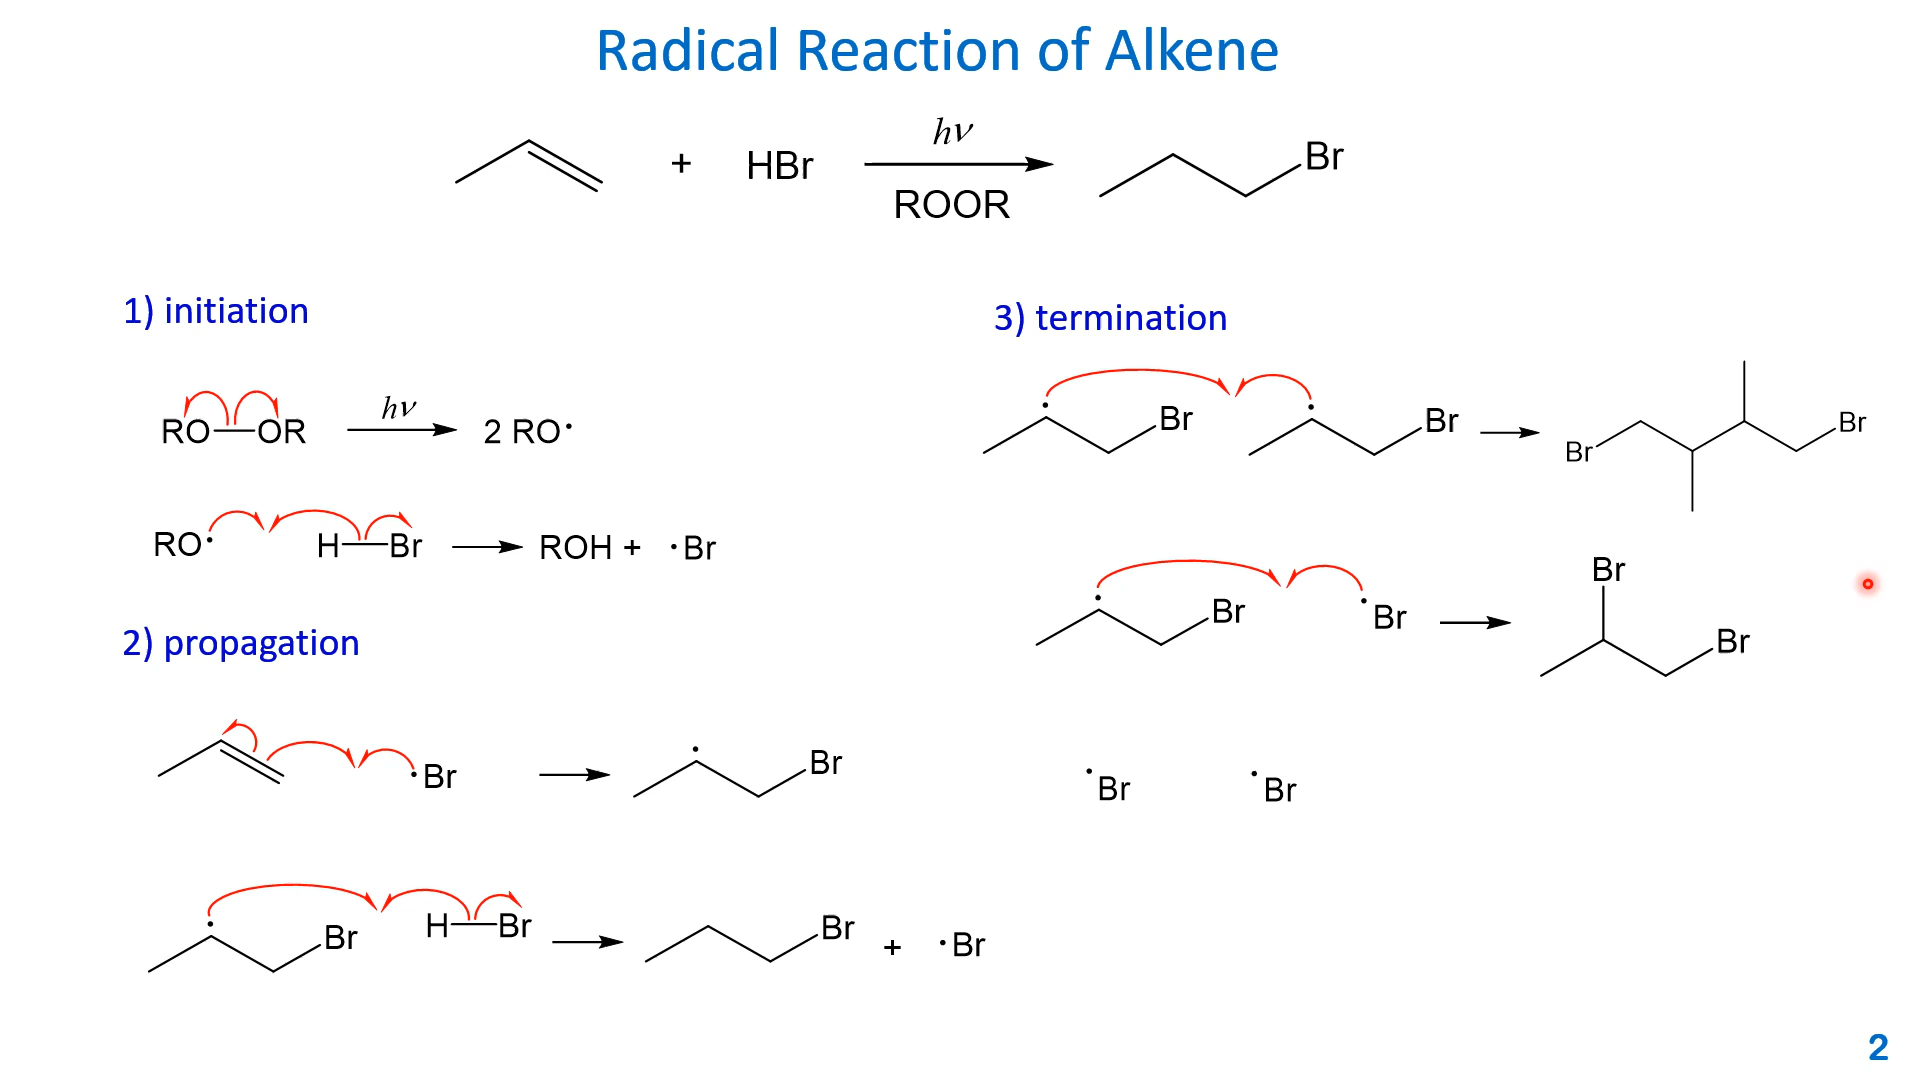 Radical Reaction of Alkene
+ HBr hν ROOR Br
1) initiation
RO—OR hν 2 RO•
RO• H—Br ROH + •Br
2) propagation
•Br Br
Br H—Br Br + •Br
3) termination
Br Br Br Br
Br •Br Br Br
•Br •Br
2